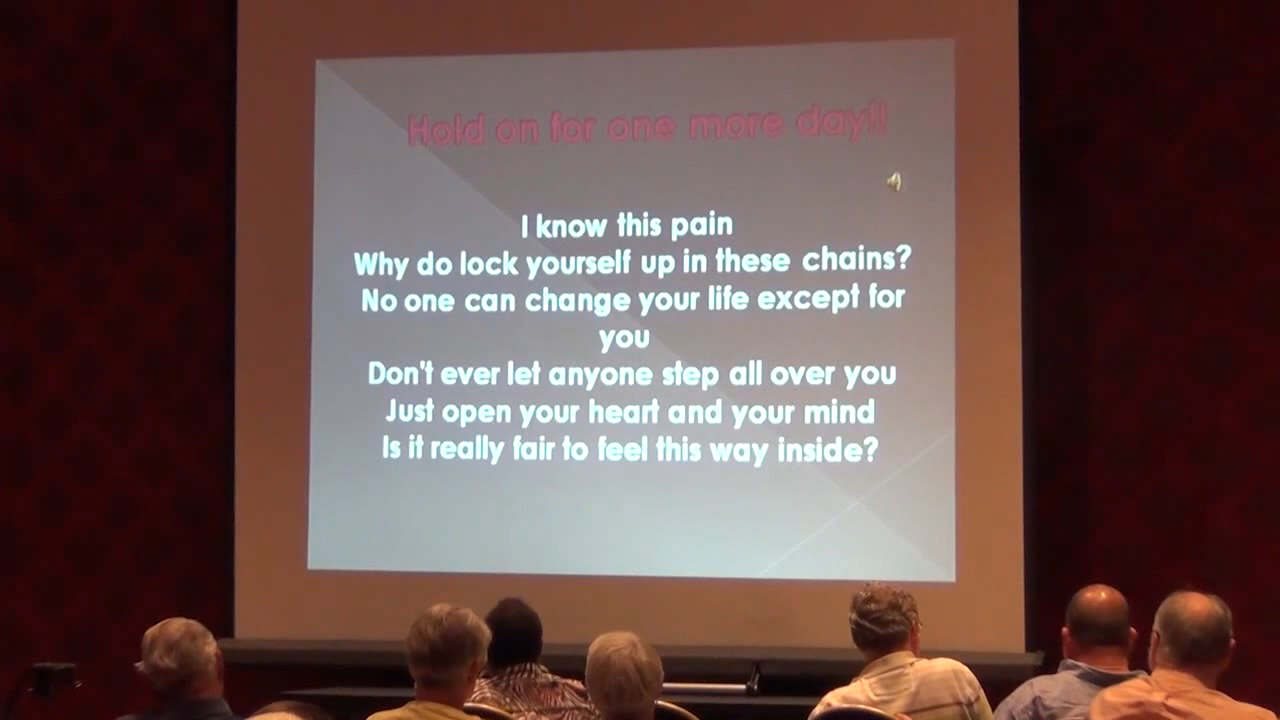 Hold on for one more day!!
I know this pain
Why do lock yourself up in these chains?
No one can change your life except for
you
Don't ever let anyone step all over you
Just open your heart and your mind
Is it really fair to feel this way inside?